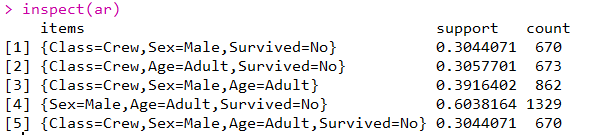 > inspect(ar)
items support count
[1] {Class=Crew,Sex=Male,Survived=No} 0.3044071 670
[2] {Class=Crew,Age=Adult,Survived=No} 0.3057701 673
[3] {Class=Crew,Sex=Male,Age=Adult} 0.3916402 862
[4] {Sex=Male,Age=Adult,Survived=No} 0.6038164 1329
[5] {Class=Crew,Sex=Male,Age=Adult,Survived=No} 0.3044071 670